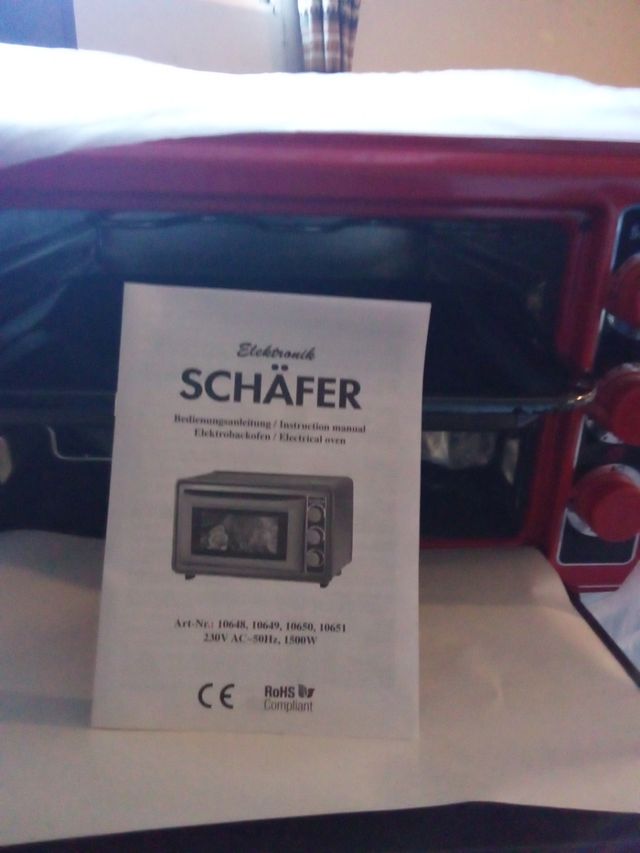 Elektronik
SCHÄFER
Bedienungsanleitung / Instruction manual
Elektrobackofen / Electrical oven
Art-Nr.: 10648, 10649, 10650, 10651
230V AC~50Hz, 1500W
CE
RoHS
Compliant